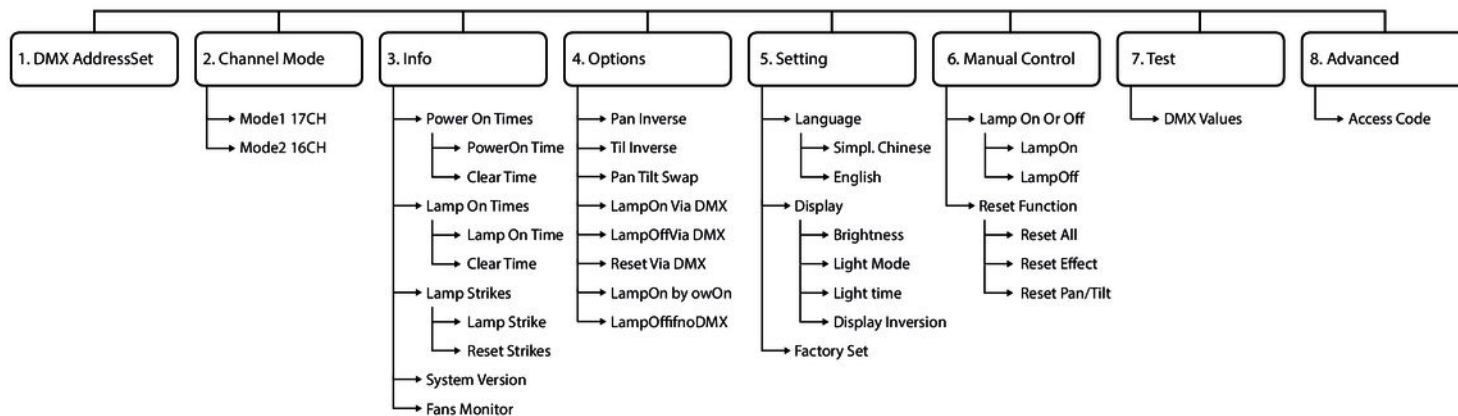 1. DMX AddressSet
2. Channel Mode
Mode1 17CH
Mode2 16CH
3. Info
Power On Times
PowerOn Time
Clear Time
Lamp On Times
Lamp On Time
Clear Time
Lamp Strikes
Lamp Strike
Reset Strikes
System Version
Fans Monitor
4. Options
Pan Inverse
Til Inverse
Pan Tilt Swap
LampOn Via DMX
LampOffVia DMX
Reset Via DMX
LampOn by owOn
LampOffifnoDMX
5. Setting
Language
Simpl. Chinese
English
Display
Brightness
Light Mode
Light time
Display Inversion
Factory Set
6. Manual Control
Lamp On Or Off
LampOn
LampOff
Reset Function
Reset All
Reset Effect
Reset Pan/Tilt
7. Test
DMX Values
8. Advanced
Access Code